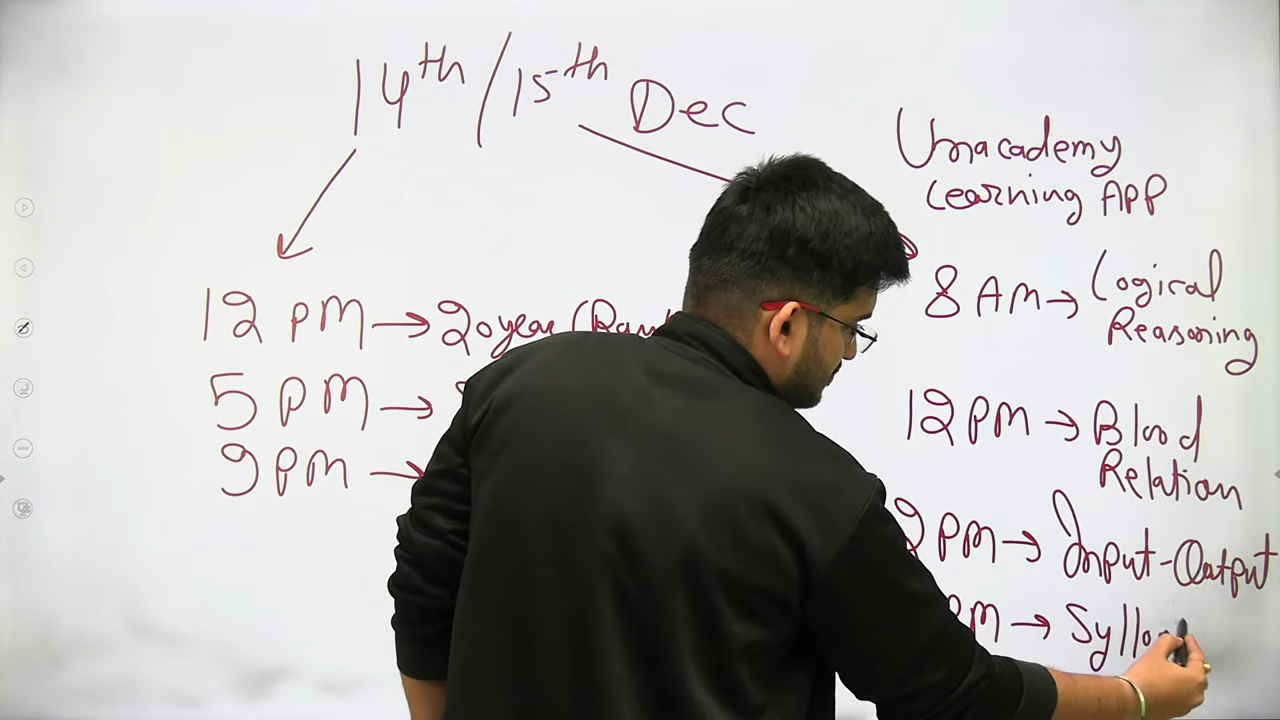 14th/15th Dec
12 PM → 20 year
5 PM →
9 PM →
Unacademy
Learning APP
8 AM → Logical
Reasoning
12 PM → Blood
Relation
2 PM → Input-Output
PM →